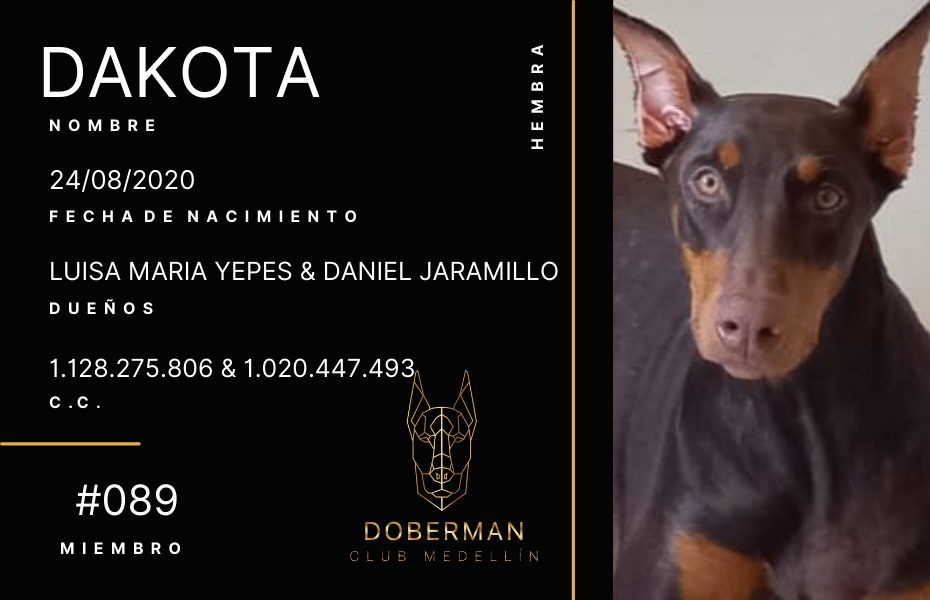 DAKOTA
NOMBRE
HEMBRA
24/08/2020
FECHA DE NACIMIENTO
LUISA MARIA YEPES & DANIEL JARAMILLO
DUEÑOS
1.128.275.806 & 1.020.447.493
C.C.
#089
MIEMBRO
DOBERMAN
CLUB MEDELLÍN